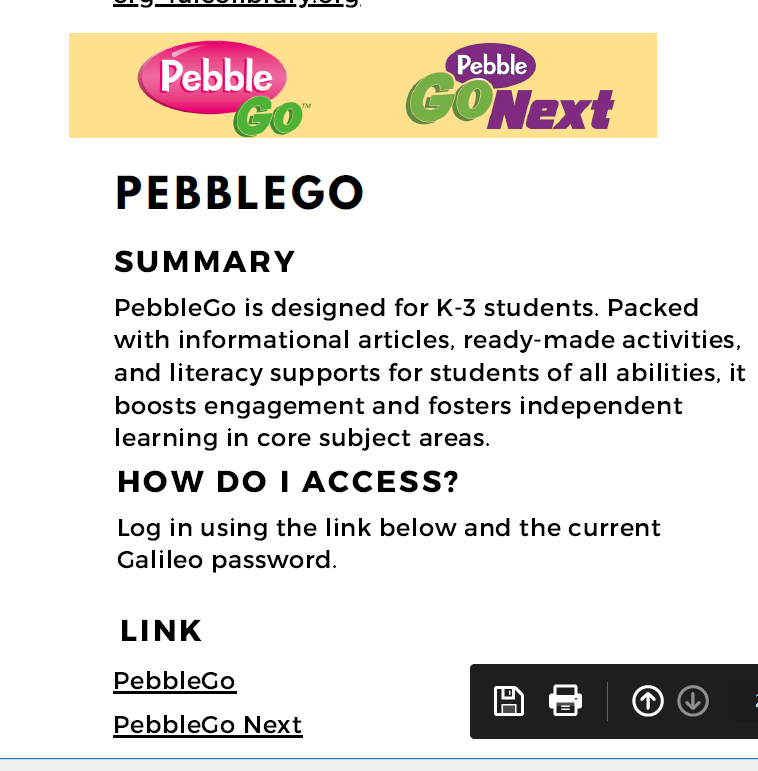 Pebble
Go™
Pebble
GO Next
PEBBLEGO
SUMMARY
PebbleGo is designed for K-3 students. Packed
with informational articles, ready-made activities,
and literacy supports for students of all abilities, it
boosts engagement and fosters independent
learning in core subject areas.
HOW DO I ACCESS?
Log in using the link below and the current
Galileo password.
LINK
PebbleGo
PebbleGo Next